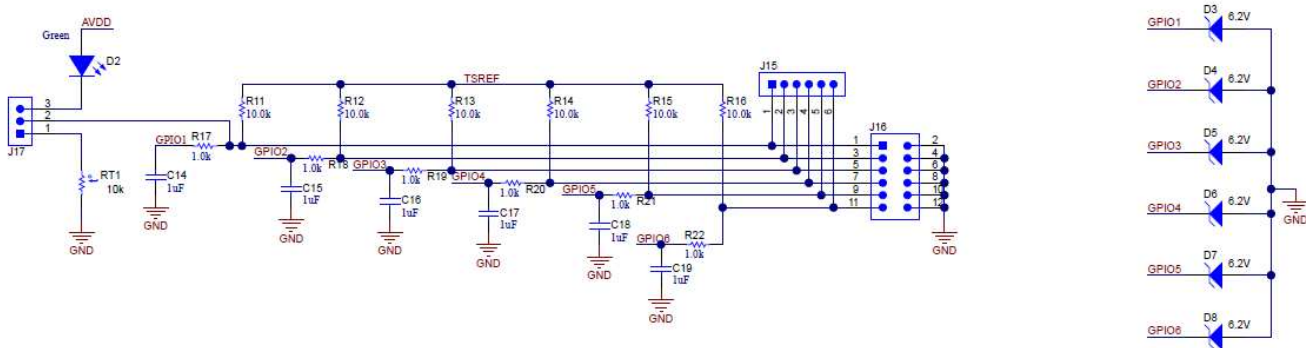 AVDD
Green
D2
3
2
1
J17
RT1
10k
GND
GPIO1
R17
1.0k
C14
1uF
GND
TSREF
R11
10.0k
R12
10.0k
R13
10.0k
R14
10.0k
R15
10.0k
R16
10.0k
GPIO2
R18
1.0k
C15
1uF
GND
GPIO3
R19
1.0k
C16
1uF
GND
GPIO4
R20
1.0k
C17
1uF
GND
GPIO5
R21
1.0k
C18
1uF
GND
GPIO6
R22
1.0k
C19
1uF
GND
J15
1
2
3
4
5
6
J16
1
3
5
7
9
11
2
4
6
8
10
12
GND
GPIO1
D3
6.2V
GPIO2
D4
6.2V
GPIO3
D5
6.2V
GPIO4
D6
6.2V
GPIO5
D7
6.2V
GPIO6
D8
6.2V
GND